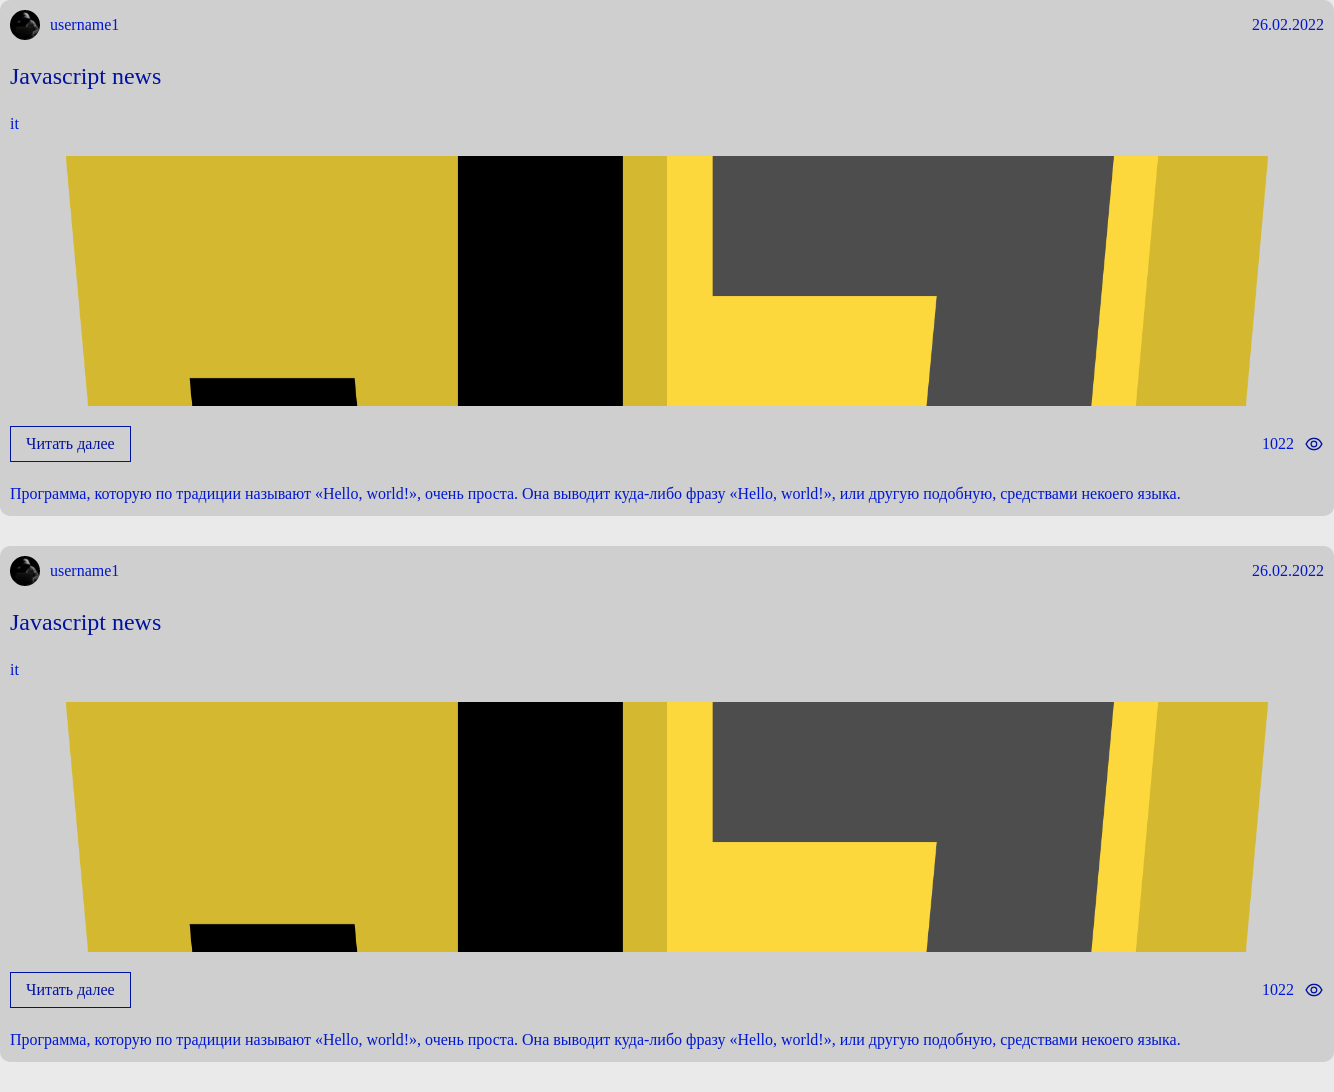 username1 26.02.2022
Javascript news
it
Читать далее 1022
Программа, которую по традиции называют «Hello, world!», очень проста. Она выводит куда-либо фразу «Hello, world!», или другую подобную, средствами некоего языка.
username1 26.02.2022
Javascript news
it
Читать далее 1022
Программа, которую по традиции называют «Hello, world!», очень проста. Она выводит куда-либо фразу «Hello, world!», или другую подобную, средствами некоего языка.